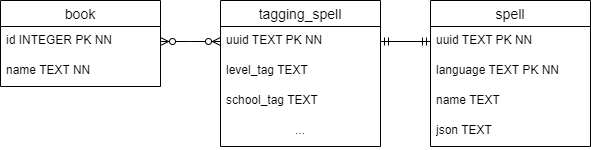 book
id INTEGER PK NN
name TEXT NN
tagging_spell
uuid TEXT PK NN
level_tag TEXT
school_tag TEXT
...
spell
uuid TEXT PK NN
language TEXT PK NN
name TEXT
json TEXT